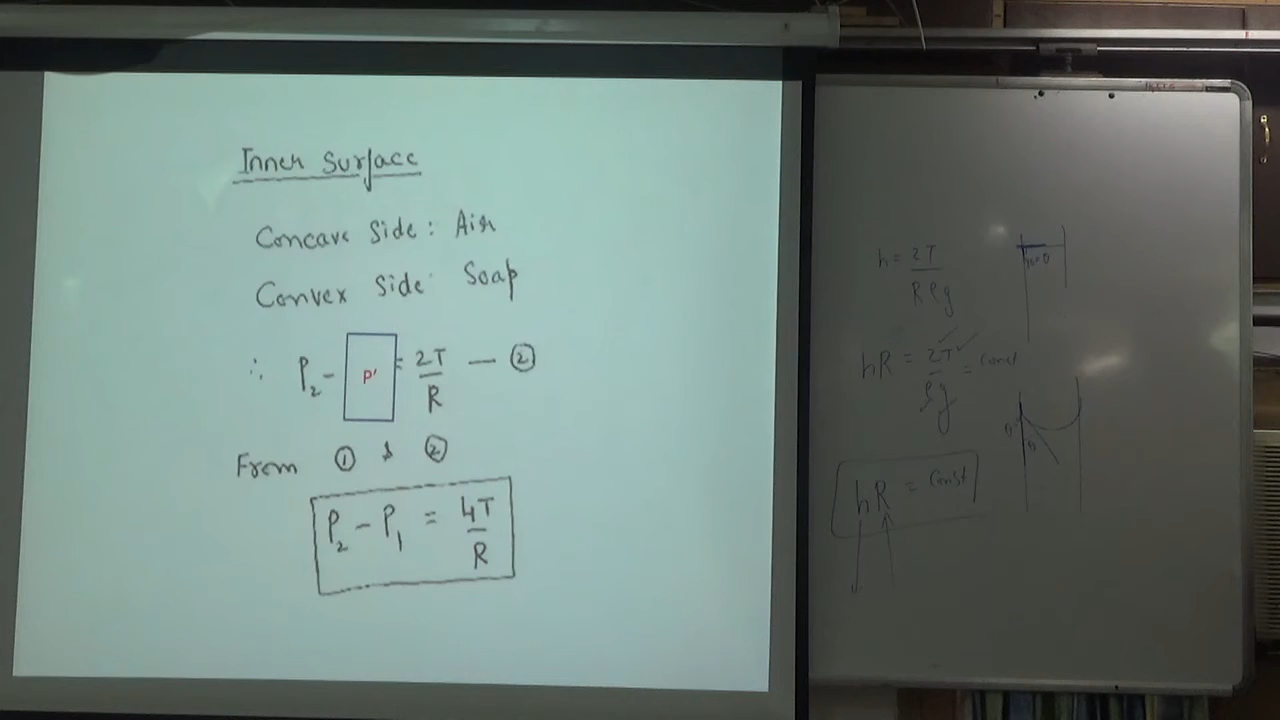 Inner Surface
Concave Side: Air
Convex Side: Soap
∴ P₂ - P' = 2T/R — ②
From ① & ②
P₂ - P₁ = 4T/R
h = 2T/Rρg
hR = 2T/ρg = const
hR = Const
h=0
θ
θ